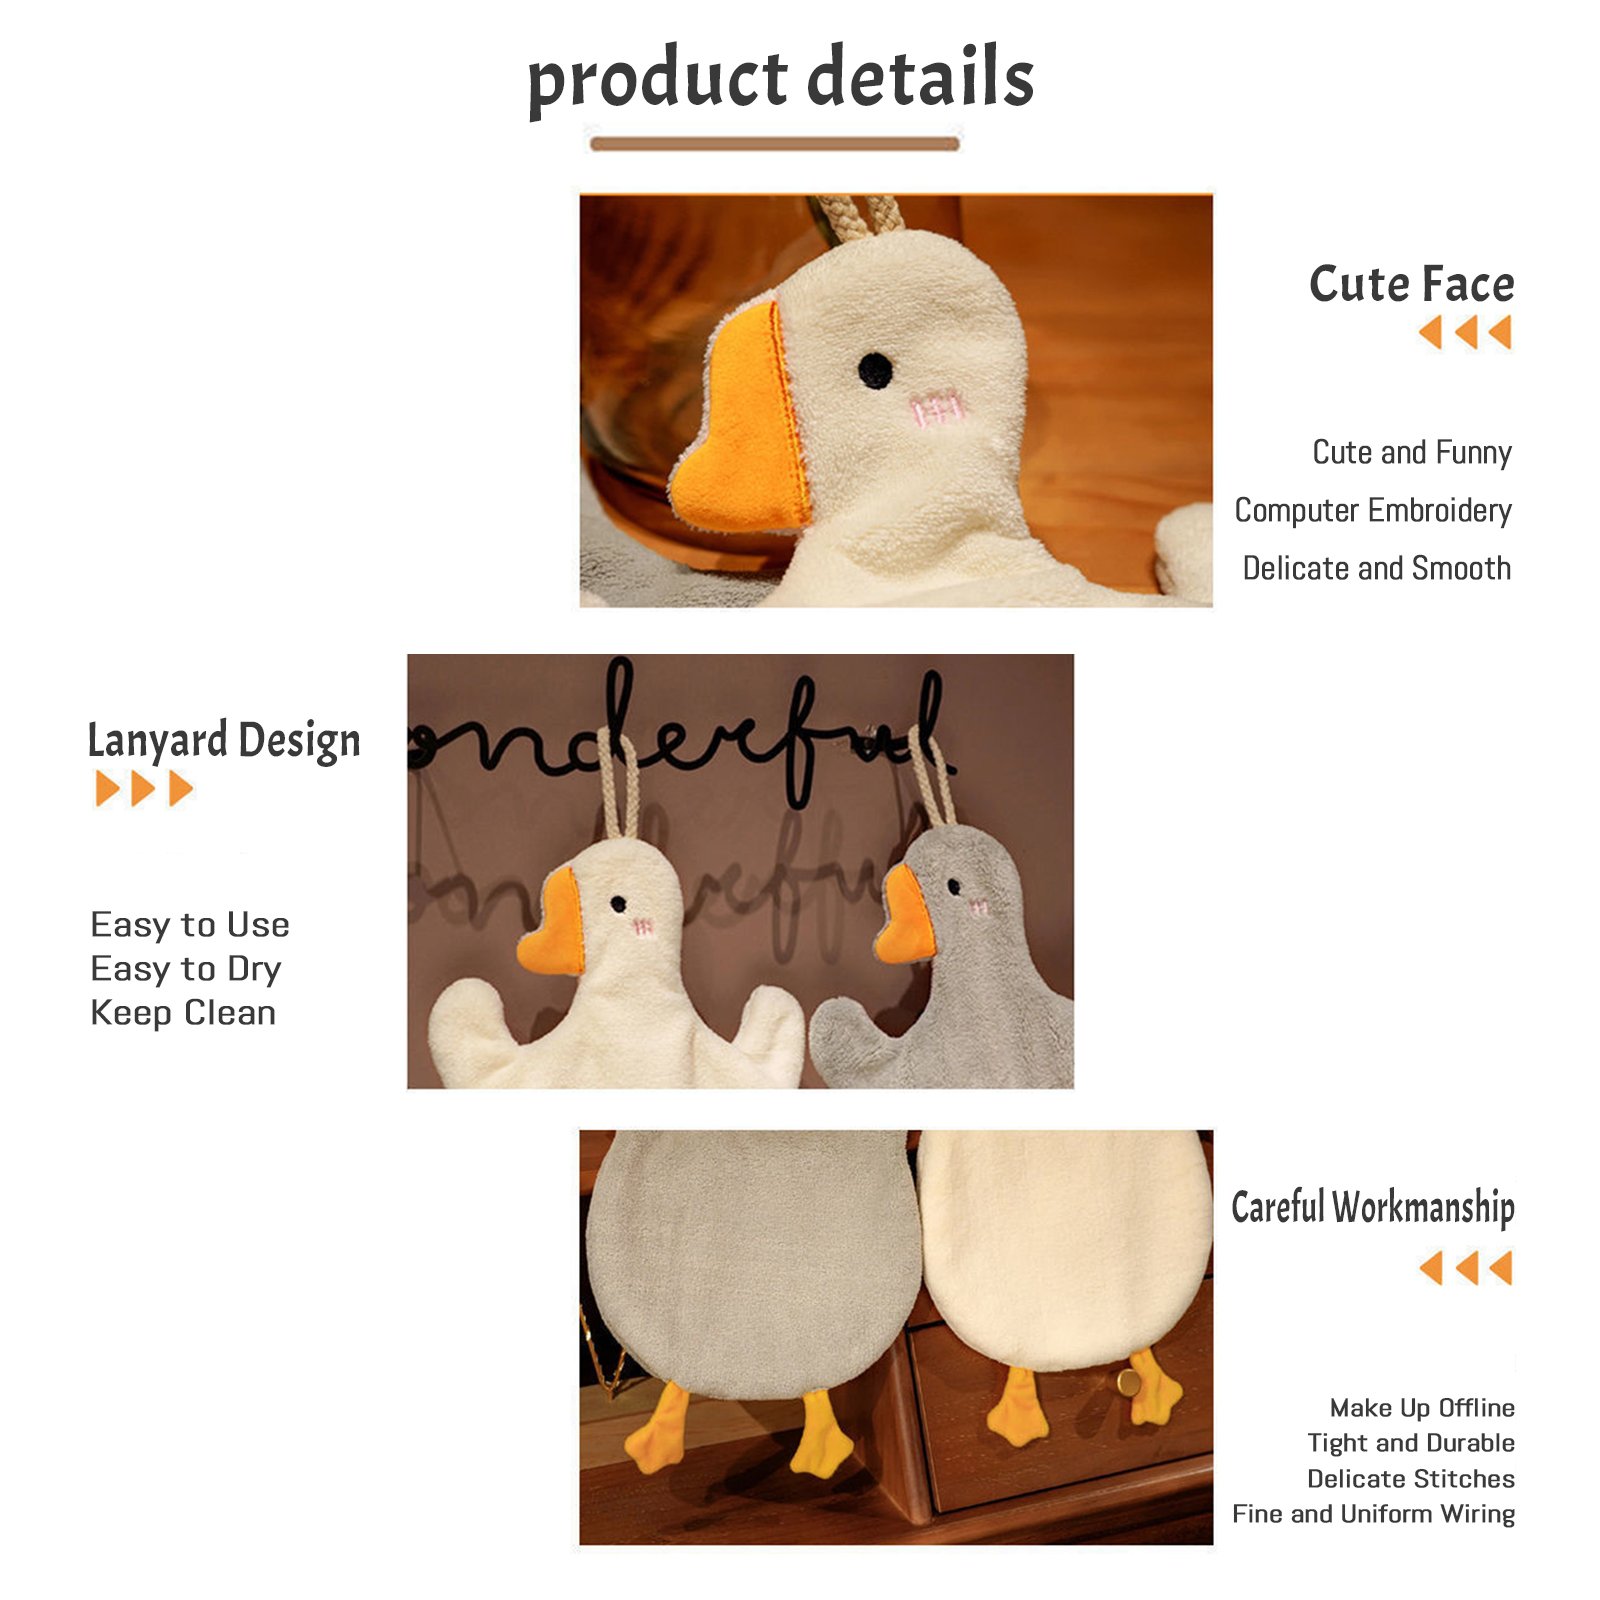 product details
Cute Face
Cute and Funny
Computer Embroidery
Delicate and Smooth
onderful
Lanyard Design
Easy to Use
Easy to Dry
Keep Clean
Careful Workmanship
Make Up Offline
Tight and Durable
Delicate Stitches
Fine and Uniform Wiring